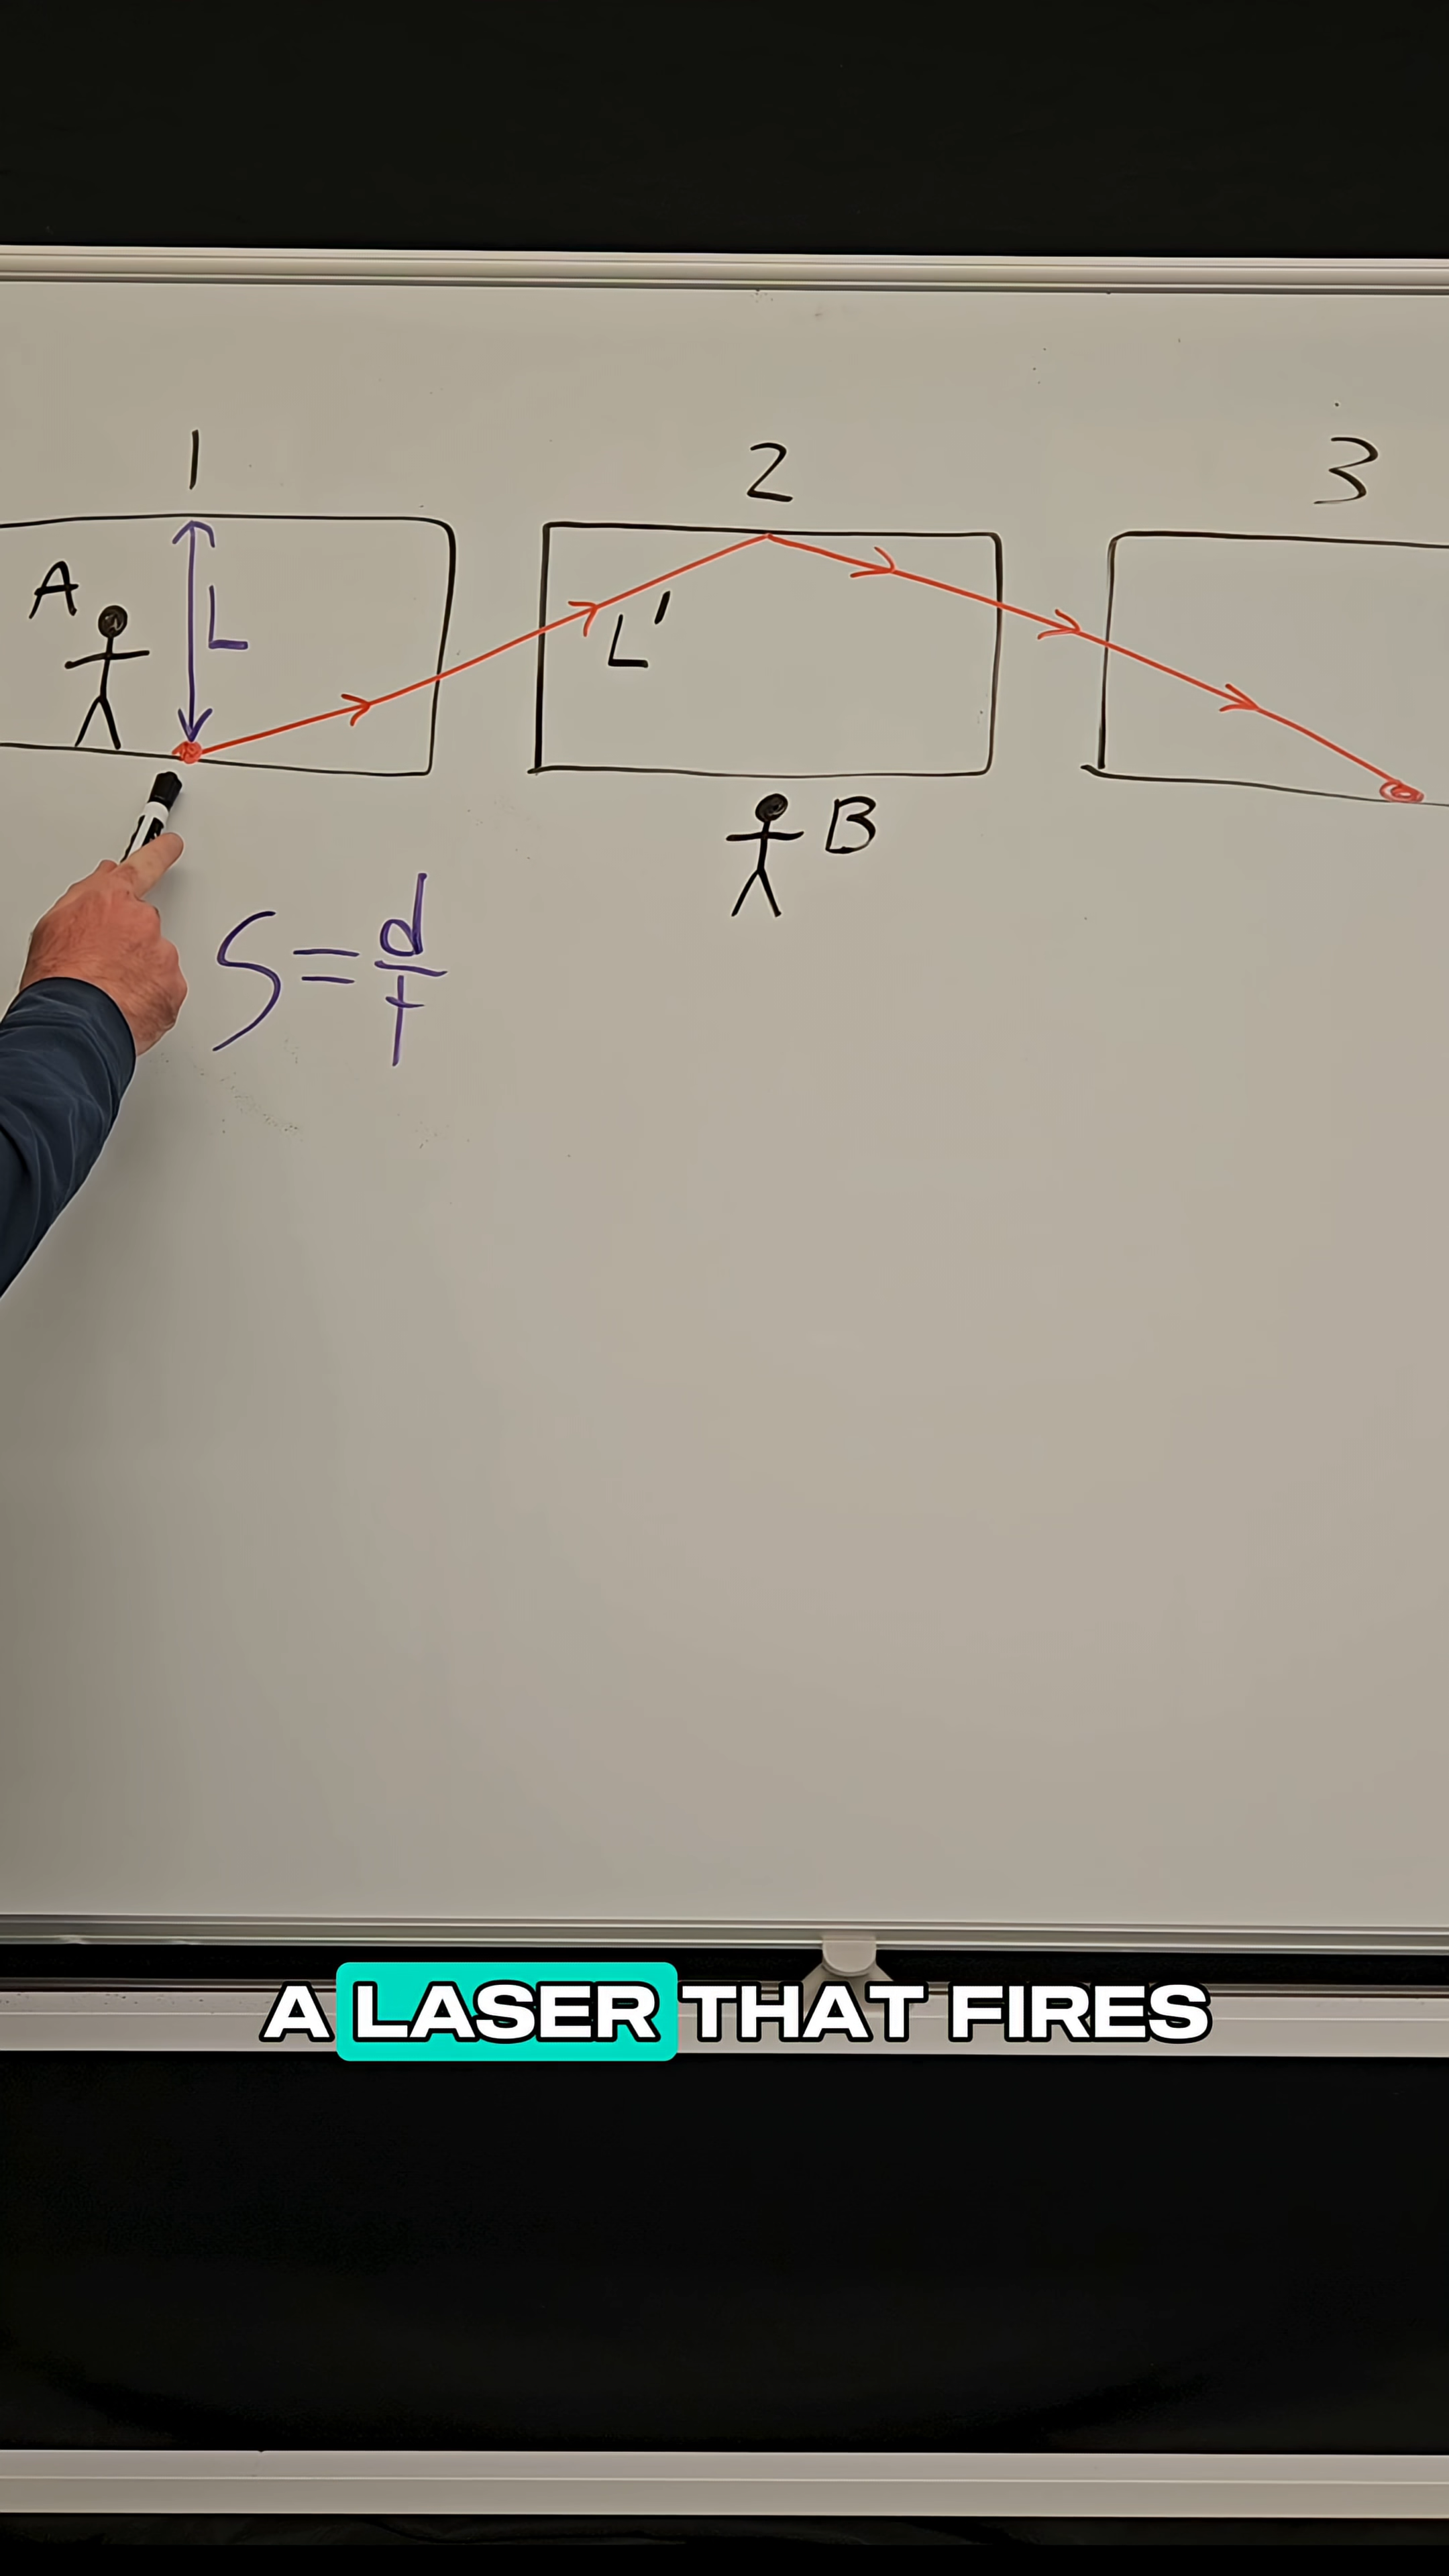 1 2 3
A
L
L'
B
S = d/t
A LASER THAT FIRES